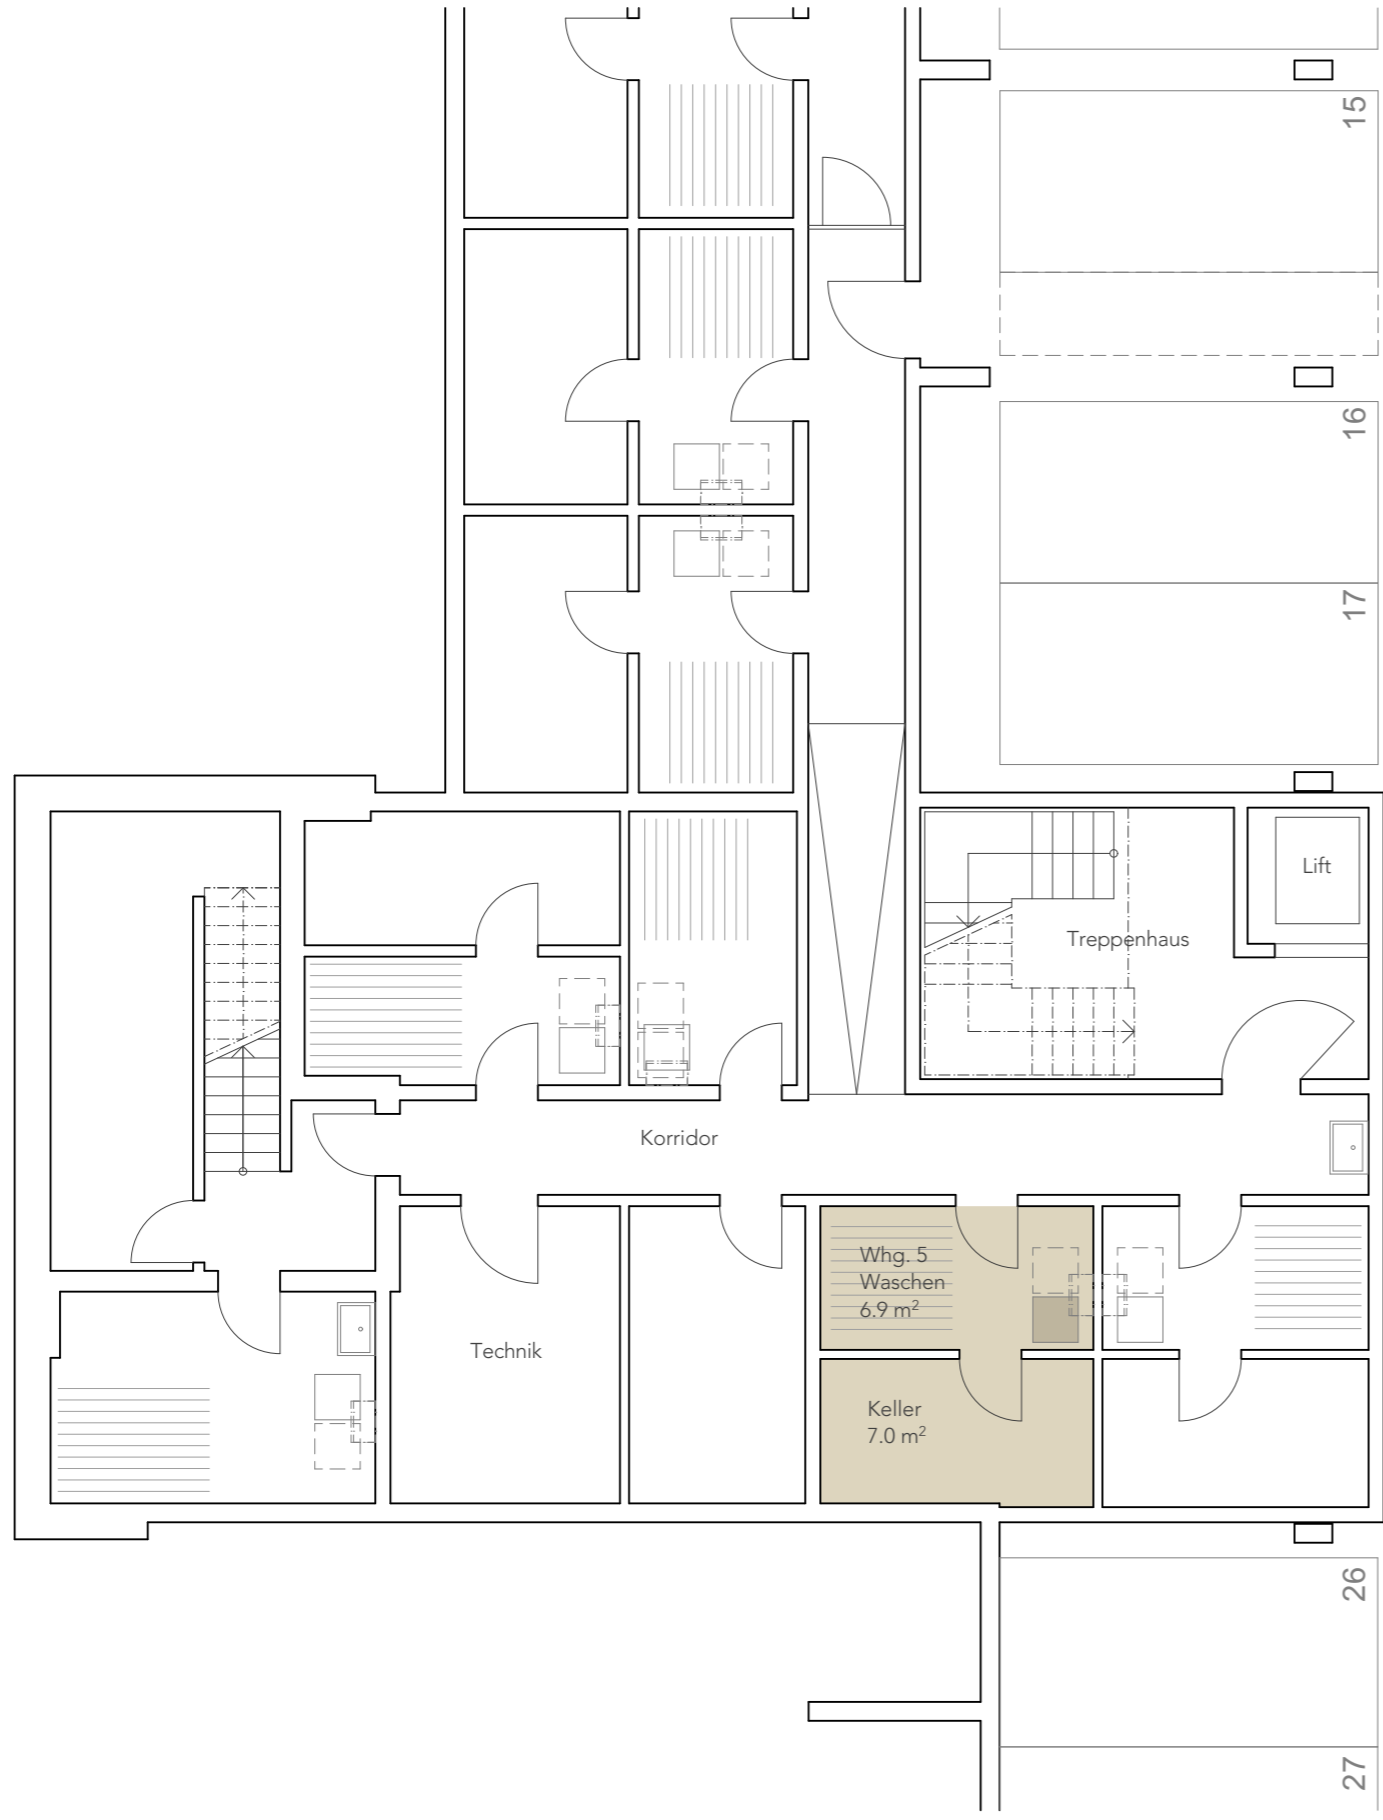 15
16
17
Lift
Treppenhaus
Korridor
Whg. 5
Waschen
6.9 m²
Technik
Keller
7.0 m²
26
27